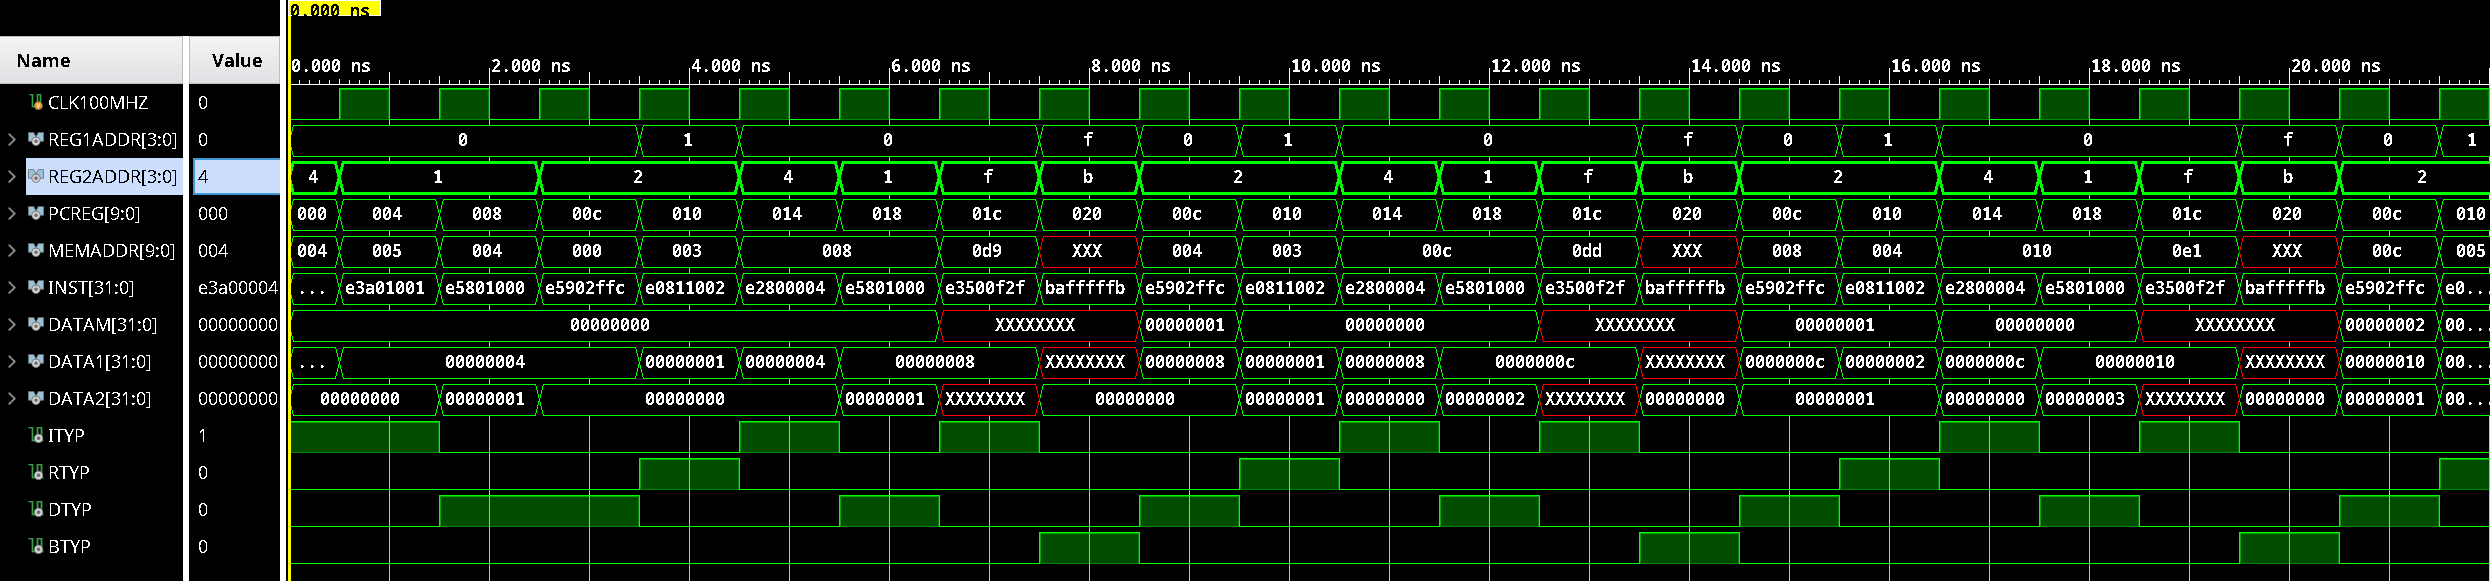 0.000 ns
Name Value 0.000 ns 2.000 ns 4.000 ns 6.000 ns 8.000 ns 10.000 ns 12.000 ns 14.000 ns 16.000 ns 18.000 ns 20.000 ns
CLK100MHZ 0
REG1ADDR[3:0] 0 0 1 0 f 0 1 0 f 0 1 0 f 0 1
REG2ADDR[3:0] 4 4 1 2 4 1 f b 2 4 1 f b 2 4 1 f b 2
PCREG[9:0] 000 000 004 008 00c 010 014 018 01c 020 00c 010 014 018 01c 020 00c 010 014 018 01c 020 00c 010
MEMADDR[9:0] 004 004 005 004 000 003 008 0d9 XXX 004 003 00c 0dd XXX 008 004 010 0e1 XXX 00c 005
INST[31:0] e3a00004 ... e3a01001 e5801000 e5902ffc e0811002 e2800004 e5801000 e3500f2f bafffffb e5902ffc e0811002 e2800004 e5801000 e3500f2f bafffffb e5902ffc e0811002 e2800004 e5801000 e3500f2f bafffffb e5902ffc e0...
DATAM[31:0] 00000000 00000000 XXXXXXXX 00000001 00000000 XXXXXXXX 00000001 00000000 XXXXXXXX 00000002 00...
DATA1[31:0] 00000000 ... 00000004 00000001 00000004 00000008 XXXXXXXX 00000008 00000001 00000008 0000000c XXXXXXXX 0000000c 00000002 0000000c 00000010 XXXXXXXX 00000010 00...
DATA2[31:0] 00000000 00000000 00000001 00000000 00000001 XXXXXXXX 00000000 00000001 00000000 00000002 XXXXXXXX 00000000 00000001 00000000 00000003 XXXXXXXX 00000000 00000001 00...
ITYP 1
RTYP 0
DTYP 0
BTYP 0